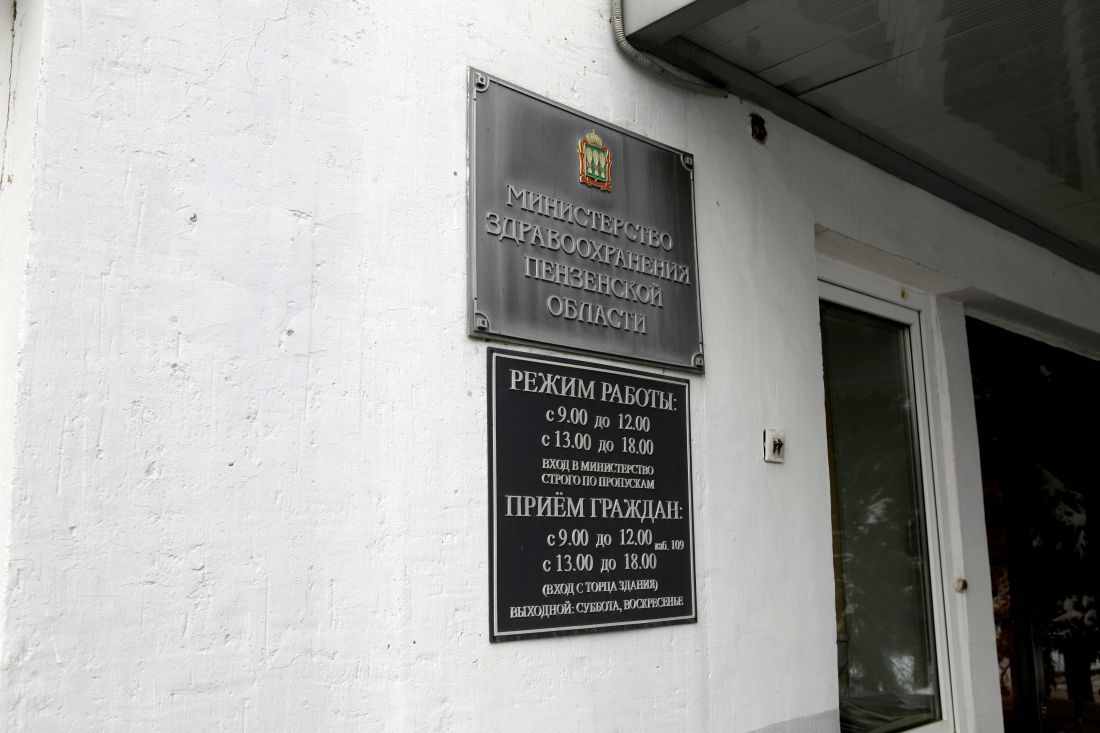 МИНИСТЕРСТВО
ЗДРАВООХРАНЕНИЯ
ПЕНЗЕНСКОЙ
ОБЛАСТИ
РЕЖИМ РАБОТЫ:
с 9.00 до 12.00
с 13.00 до 18.00
ВХОД В МИНИСТЕРСТВО
СТРОГО ПО ПРОПУСКАМ
ПРИЁМ ГРАЖДАН:
с 9.00 до 12.00 каб. 109
с 13.00 до 18.00
(ВХОД С ТОРЦА ЗДАНИЯ)
ВЫХОДНОЙ: СУББОТА, ВОСКРЕСЕНЬЕ